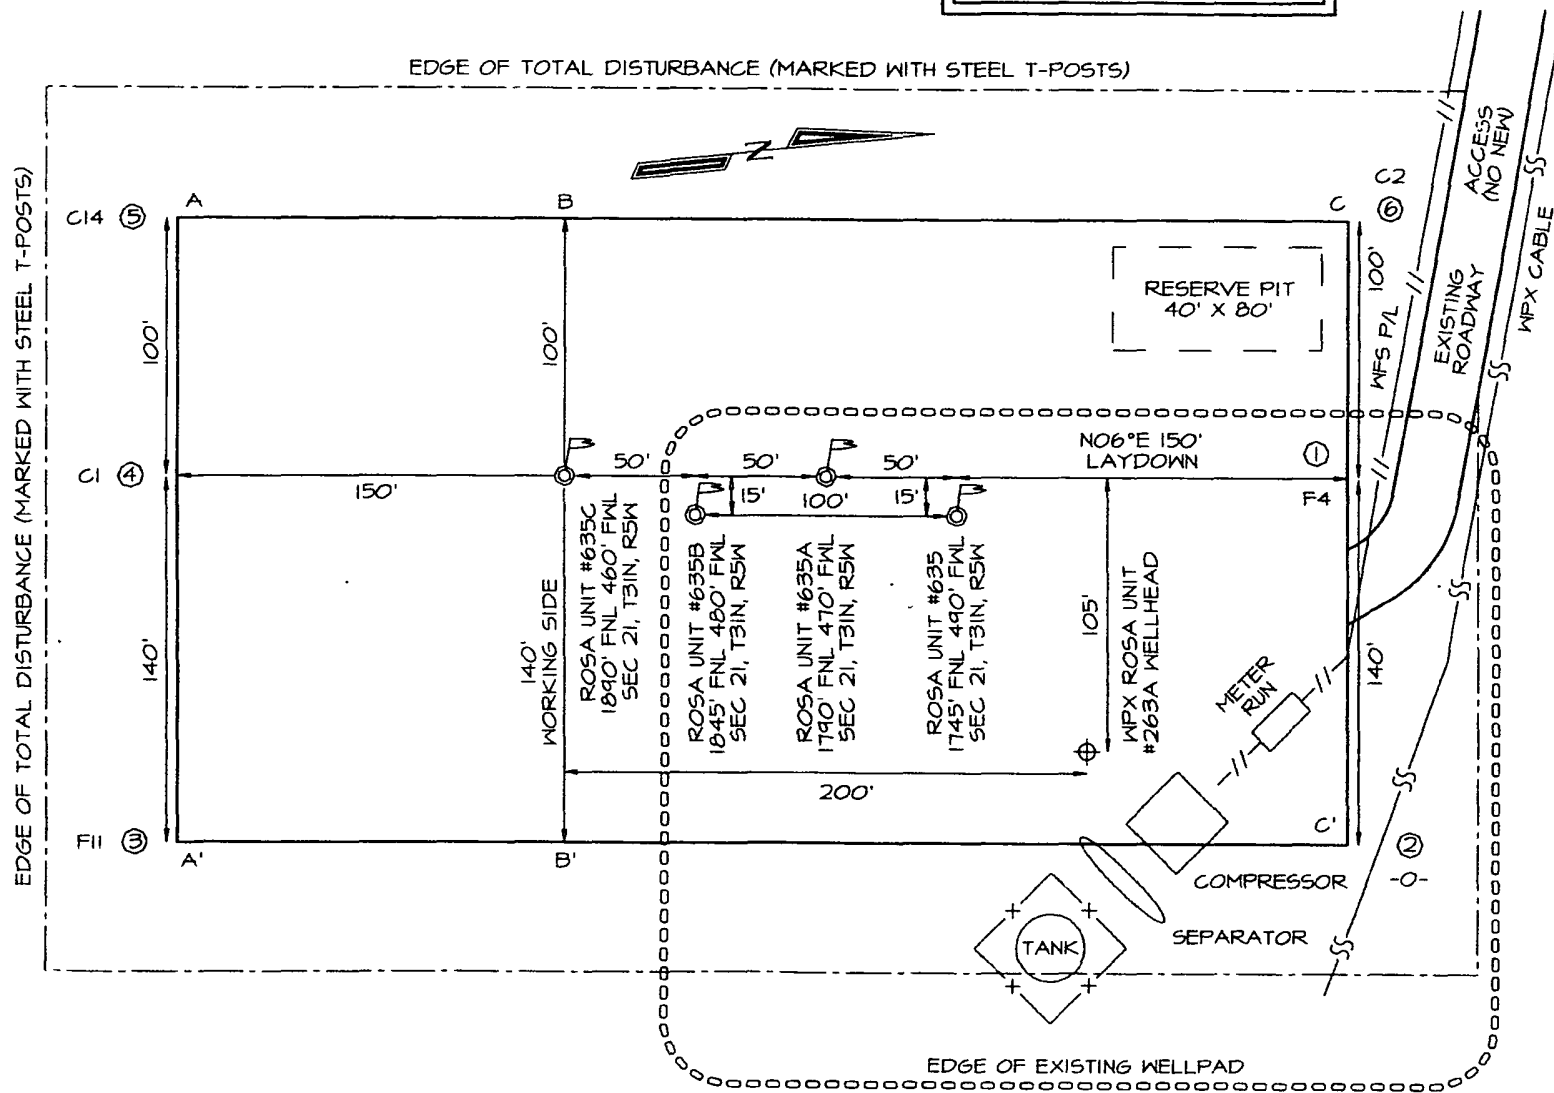 EDGE OF TOTAL DISTURBANCE (MARKED WITH STEEL T-POSTS)
EDGE OF TOTAL DISTURBANCE (MARKED WITH STEEL T-POSTS)
N
ACCESS
(NO NEW)
EXISTING
ROADWAY
WPX CABLE
WFS P/L
C14 5
A
B
C
C2
6
RESERVE PIT
40' X 80'
100'
100'
100'
C1 4
150'
50'
50'
50'
15'
100'
15'
N06°E 150'
LAYDOWN
1
F4
140'
140'
WORKING SIDE
ROSA UNIT #635C
1890' FNL 460' FWL
SEC 21, T31N, R5W
ROSA UNIT #635B
1845' FNL 480' FWL
SEC 21, T31N, R5W
ROSA UNIT #635A
1790' FNL 470' FWL
SEC 21, T31N, R5W
ROSA UNIT #635
1745' FNL 490' FWL
SEC 21, T31N, R5W
105'
WPX ROSA UNIT
#263A WELLHEAD
METER
RUN
140'
200'
F11 3
A'
B'
C'
2
-0-
COMPRESSOR
SEPARATOR
TANK
EDGE OF EXISTING WELLPAD